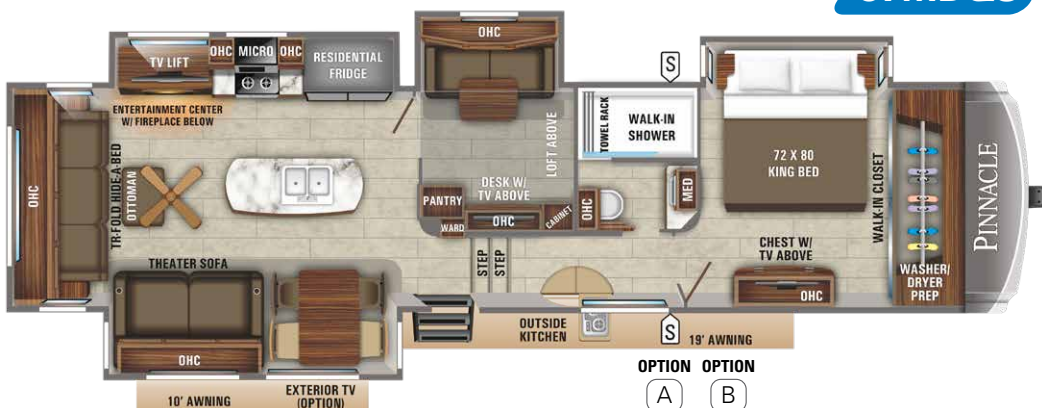 OHC
TV LIFT
OHC
MICRO
OHC
RESIDENTIAL
FRIDGE
ENTERTAINMENT CENTER
W/ FIREPLACE BELOW
OHC
TRI-FOLD HIDE-A-BED
OTTOMAN
THEATER SOFA
OHC
10' AWNING
EXTERIOR TV
(OPTION)
OHC
LOFT ABOVE
DESK W/
TV ABOVE
PANTRY
WARD
OHC
CABINET
STEP
STEP
OHC
TOWEL RACK
WALK-IN
SHOWER
MED
S
72 X 80
KING BED
WALK-IN CLOSET
CHEST W/
TV ABOVE
OHC
WASHER/
DRYER
PREP
PINNACLE
OUTSIDE
KITCHEN
S
19' AWNING
OPTION
A
OPTION
B